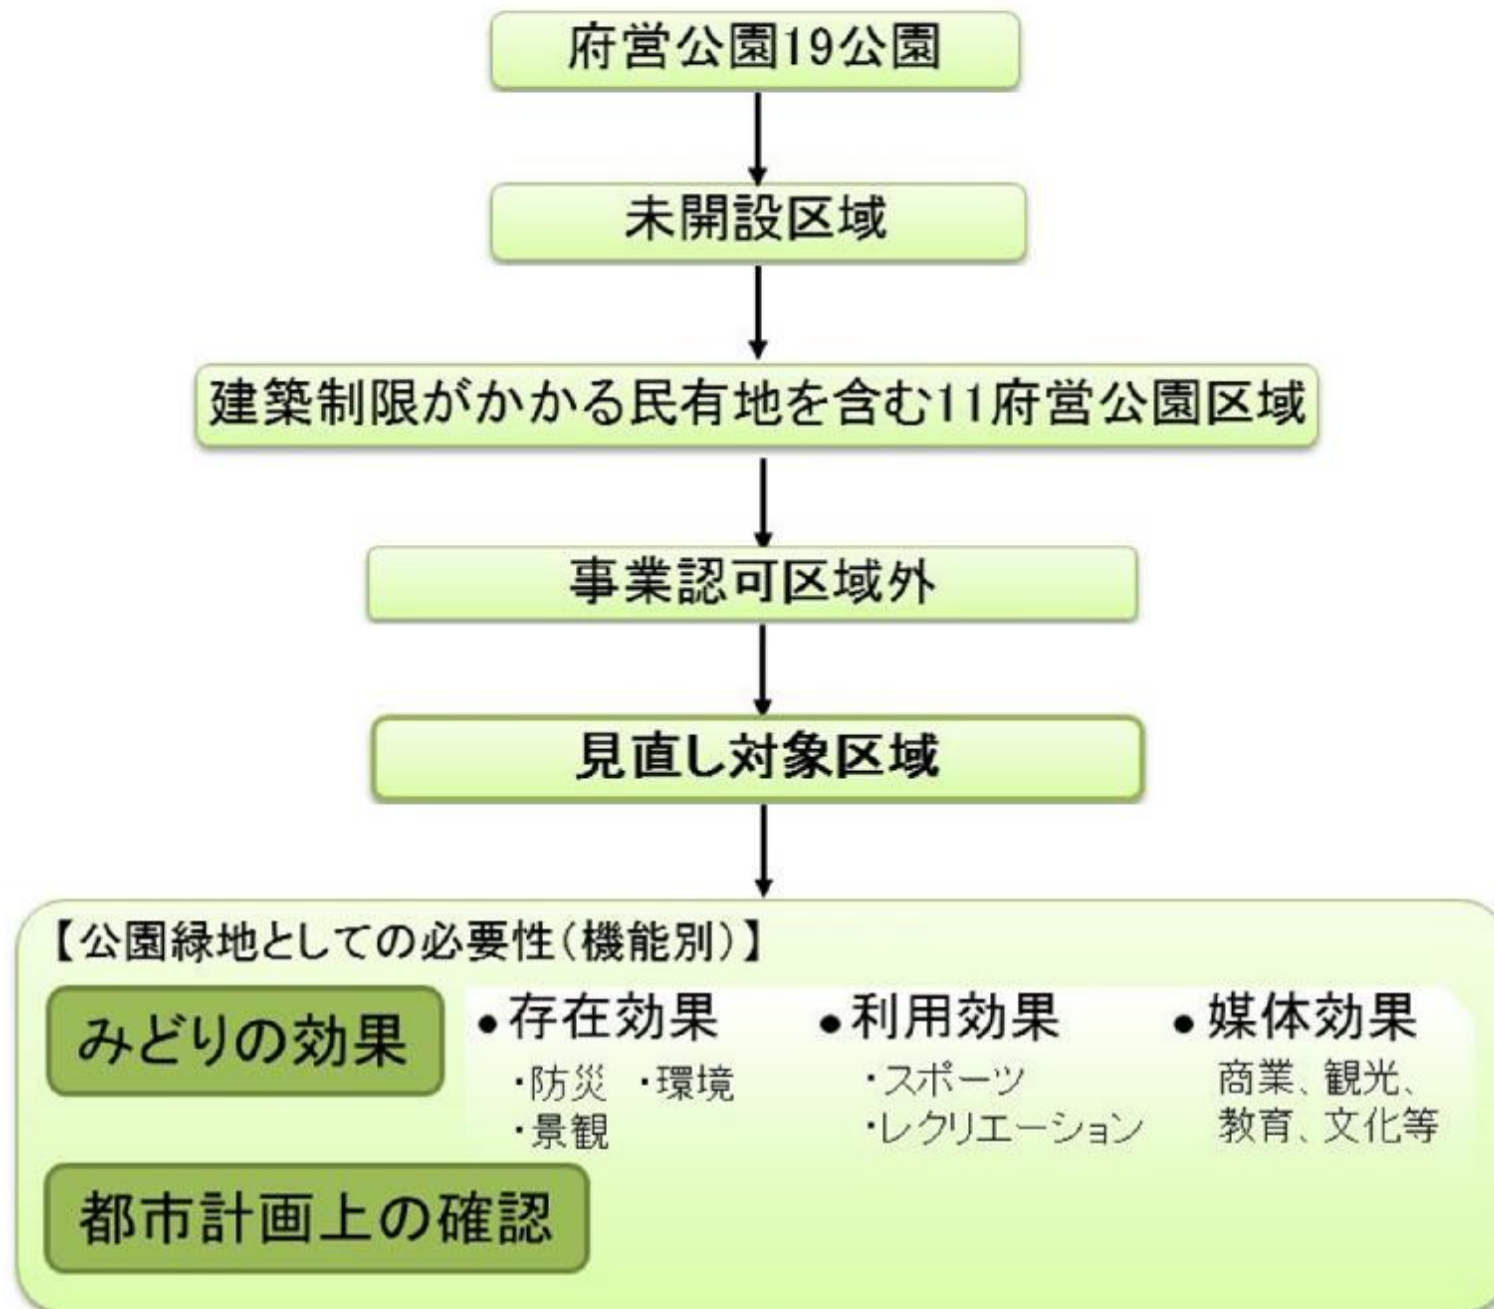 府営公園19公園
未開設区域
建築制限がかかる民有地を含む11府営公園区域
事業認可区域外
見直し対象区域
【公園緑地としての必要性(機能別)】
みどりの効果
●存在効果
・防災 ・環境
・景観
●利用効果
・スポーツ
・レクリエーション
●媒体効果
商業、観光、
教育、文化等
都市計画上の確認